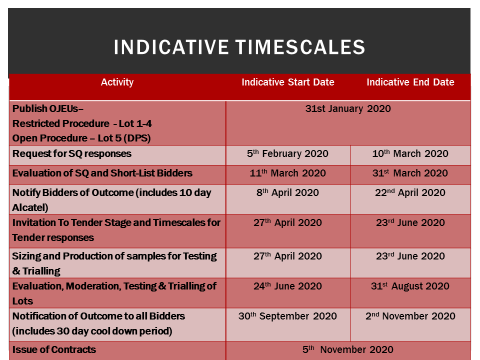 INDICATIVE TIMESCALES
Activity Indicative Start Date Indicative End Date
Publish OJEUs– 31st January 2020
Restricted Procedure - Lot 1-4
Open Procedure – Lot 5 (DPS)
Request for SQ responses 5th February 2020 10th March 2020
Evaluation of SQ and Short-List Bidders 11th March 2020 31st March 2020
Notify Bidders of Outcome (includes 10 day 8th April 2020 22nd April 2020
Alcatel)
Invitation To Tender Stage and Timescales for 27th April 2020 23rd June 2020
Tender responses
Sizing and Production of samples for Testing 27th April 2020 23rd June 2020
& Trialling
Evaluation, Moderation, Testing & Trialling of 24th June 2020 31st August 2020
Lots
Notification of Outcome to all Bidders 30th September 2020 2nd November 2020
(includes 30 day cool down period)
Issue of Contracts 5th November 2020